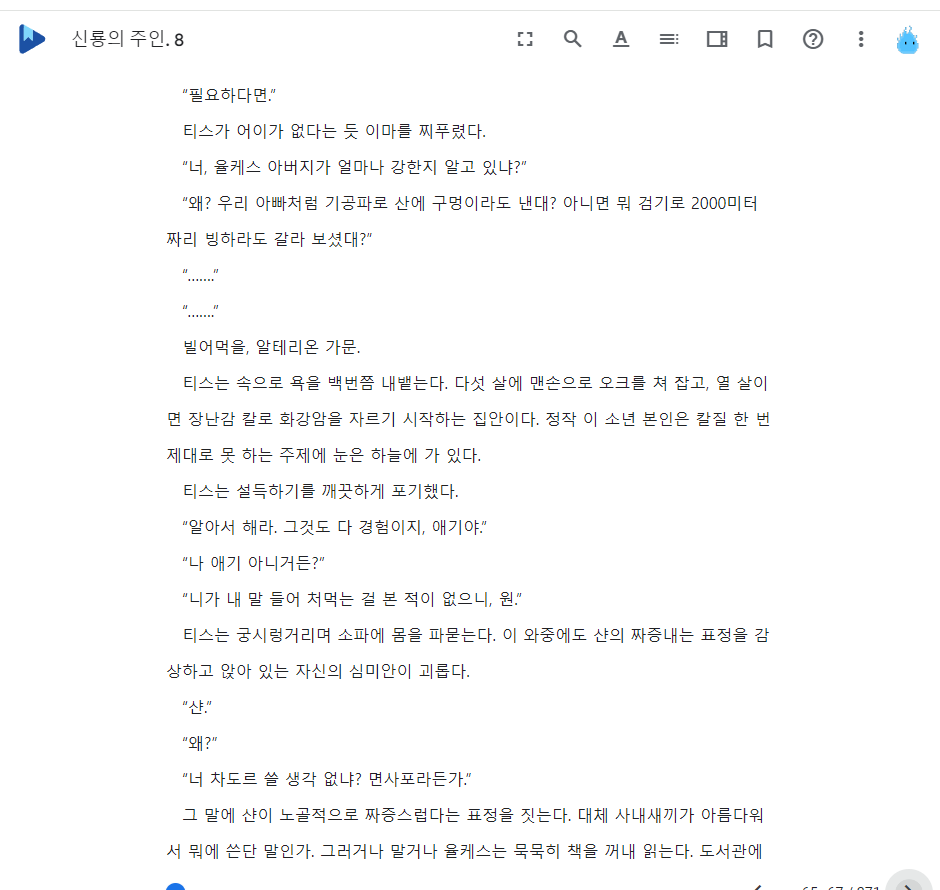 신룡의 주인. 8
“필요하다면.”
티스가 어이가 없다는 듯 이마를 찌푸렸다.
“너, 율케스 아버지가 얼마나 강한지 알고 있냐?”
“왜? 우리 아빠처럼 기공파로 산에 구멍이라도 낸대? 아니면 뭐 검기로 2000미터
짜리 빙하라도 갈라 보셨대?”
“…….”
“…….”
빌어먹을, 알테리온 가문.
티스는 속으로 욕을 백번쯤 내뱉는다. 다섯 살에 맨손으로 오크를 쳐 잡고, 열 살이
면 장난감 칼로 화강암을 자르기 시작하는 집안이다. 정작 이 소년 본인은 칼질 한 번
제대로 못 하는 주제에 눈은 하늘에 가 있다.
티스는 설득하기를 깨끗하게 포기했다.
“알아서 해라. 그것도 다 경험이지, 애기야.”
“나 애기 아니거든?”
“니가 내 말 들어 처먹는 걸 본 적이 없으니, 원.”
티스는 궁시렁거리며 소파에 몸을 파묻는다. 이 와중에도 샨의 짜증내는 표정을 감
상하고 앉아 있는 자신의 심미안이 괴롭다.
“샨.”
“왜?”
“너 차도르 쓸 생각 없냐? 면사포라든가.”
그 말에 샨이 노골적으로 짜증스럽다는 표정을 짓는다. 대체 사내새끼가 아름다워
서 뭐에 쓴단 말인가. 그러거나 말거나 율케스는 묵묵히 책을 꺼내 읽는다. 도서관에